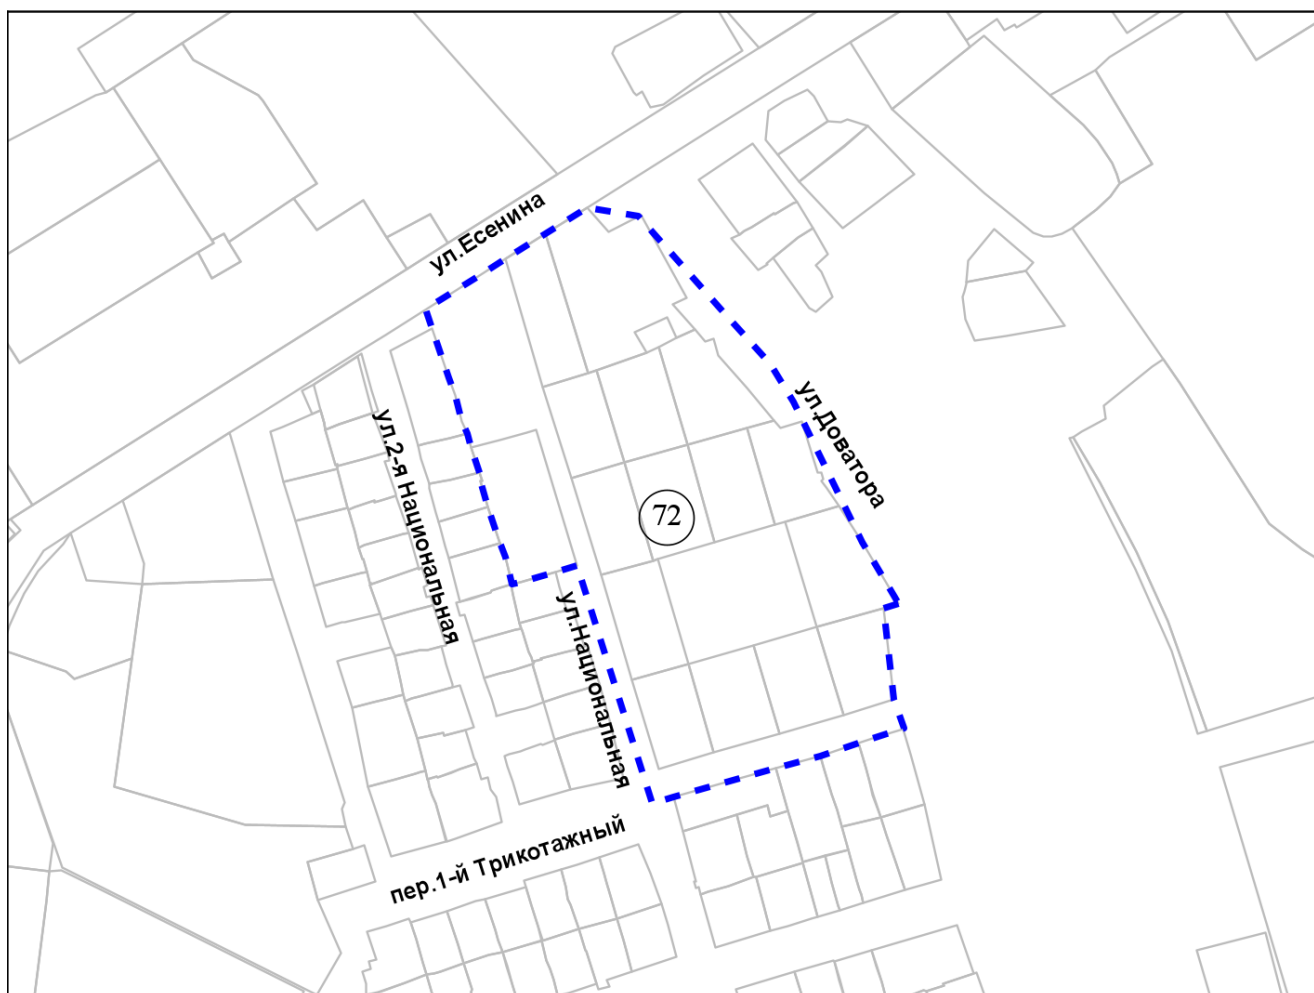 ул.Есенина
ул.Доватора
ул.2-я Национальная
72
ул.Национальная
пер.1-й Трикотажный